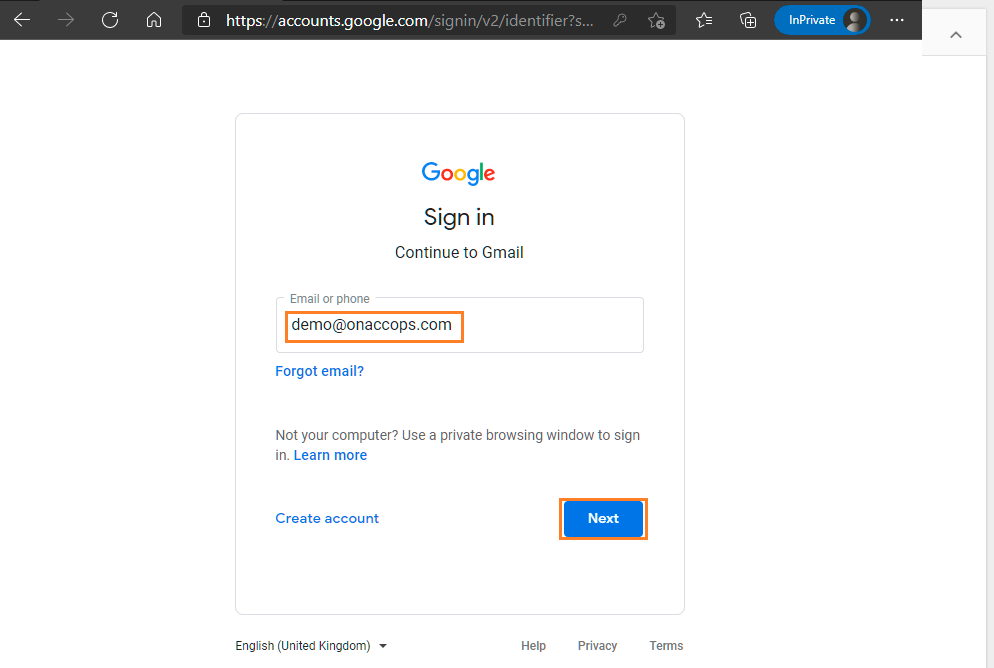 https://accounts.google.com/signin/v2/identifier?s...
InPrivate
Google
Sign in
Continue to Gmail
Email or phone
demo@onaccops.com
Forgot email?
Not your computer? Use a private browsing window to sign
in. Learn more
Create account
Next
English (United Kingdom)
Help Privacy Terms